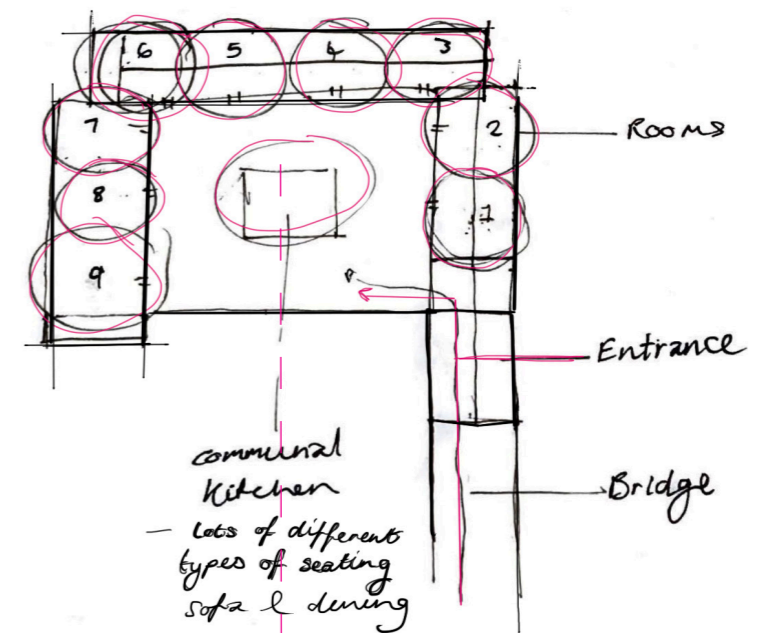 6 5 4 3
7 2 Rooms
8 1
9
Entrance
communal
Kitchen
Bridge
— Lots of different
types of seating
sofa & dining